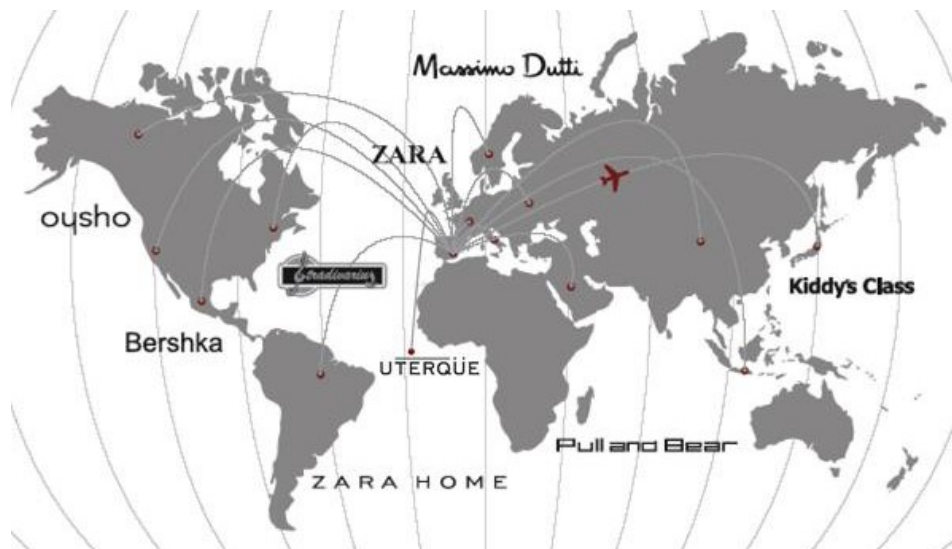 Massimo Dutti
ZARA
oysho
Stradivarius
Kiddy's Class
Bershka
UTERQÜE
Pull and Bear
ZARA HOME